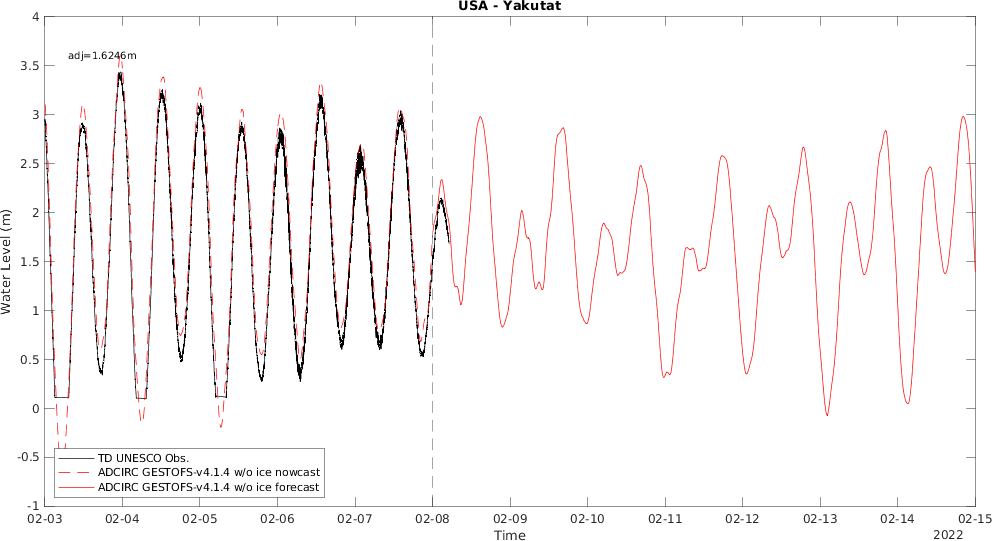 USA - Yakutat
4
3.5
3
2.5
2
1.5
1
0.5
0
-0.5
-1
Water Level (m)
adj=1.6246m
TD UNESCO Obs.
ADCIRC GESTOFS-v4.1.4 w/o ice nowcast
ADCIRC GESTOFS-v4.1.4 w/o ice forecast
02-03 02-04 02-05 02-06 02-07 02-08 02-09 02-10 02-11 02-12 02-13 02-14 02-15
Time
2022